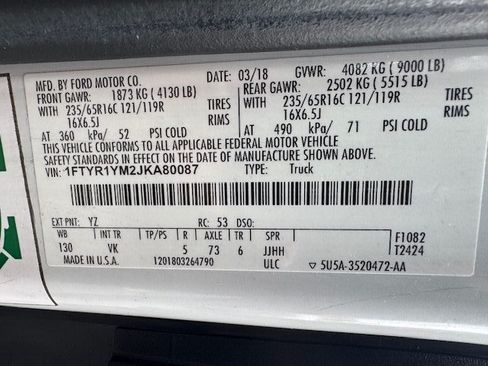 MFD. BY FORD MOTOR CO. DATE: 03/18 GVWR: 4082 KG ( 9000 LB)
FRONT GAWR: 1873 KG ( 4130 LB) REAR GAWR: 2502 KG ( 5515 LB)
WITH 235/65R16C 121/119R TIRES WITH 235/65R16C 121/119R TIRES
16X6.5J RIMS 16X6.5J RIMS
AT 360 kPa/ 52 PSI COLD AT 490 kPa/ 71 PSI COLD
THIS VEHICLE CONFORMS TO ALL APPLICABLE FEDERAL MOTOR VEHICLE
SAFETY STANDARDS IN EFFECT ON THE DATE OF MANUFACTURE SHOWN ABOVE.
VIN: 1FTYR1YM2JKA80087 TYPE: Truck
EXT PNT: YZ RC: 53 DSO:
WB INTR TR TP/PS R AXLE TR SPR F1082
130 VK 5 73 6 JJHH T2424
MADE IN U.S.A. 1201803264790 ULC ▽ 5U5A-3520472-AA